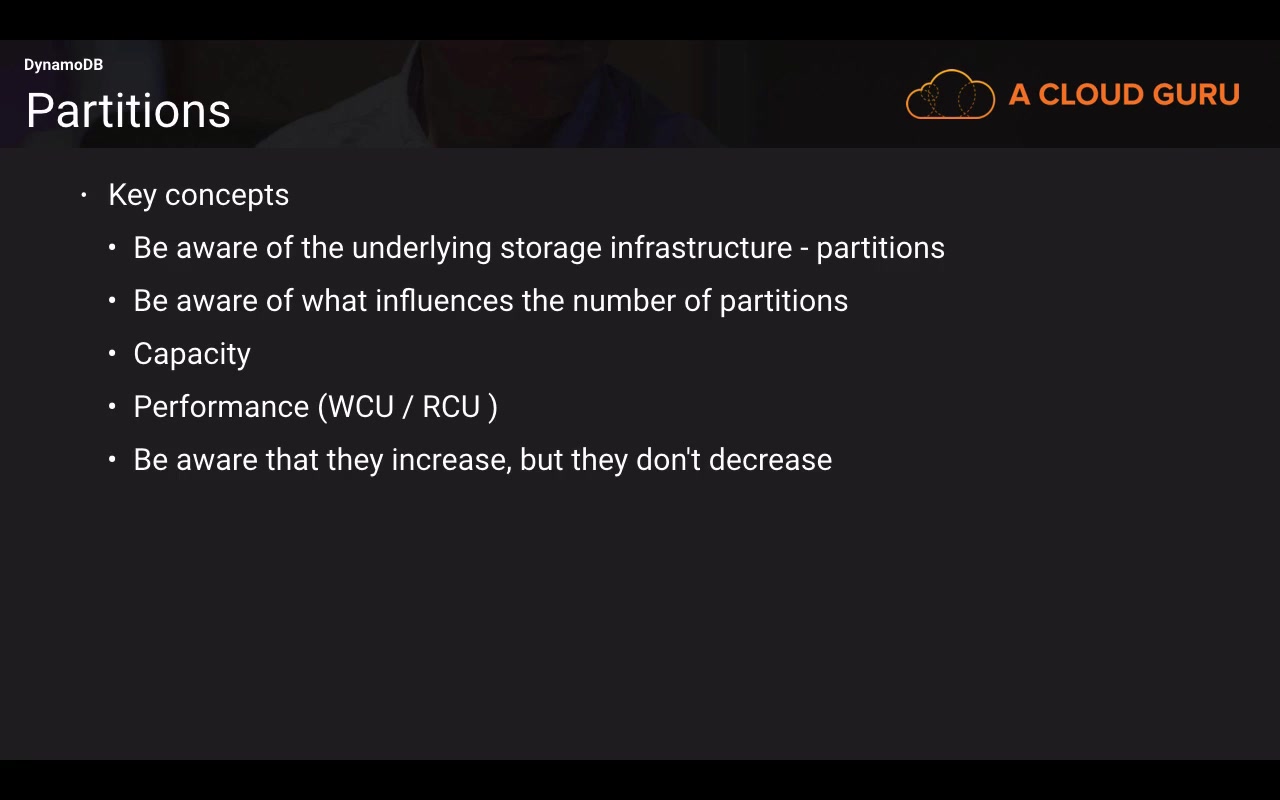 DynamoDB
Partitions
A CLOUD GURU
• Key concepts
• Be aware of the underlying storage infrastructure - partitions
• Be aware of what influences the number of partitions
• Capacity
• Performance (WCU / RCU )
• Be aware that they increase, but they don't decrease